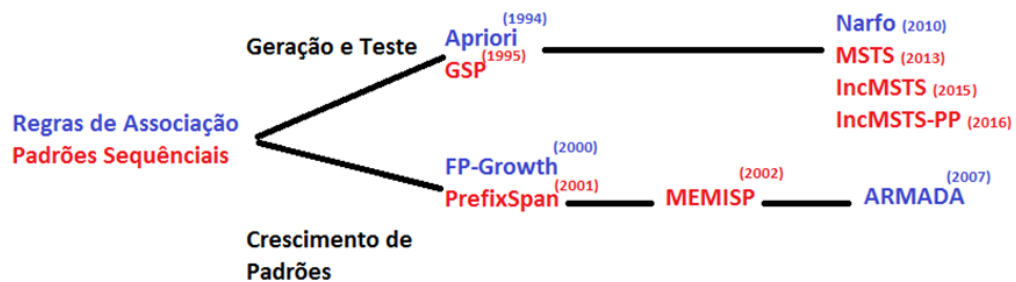 Regras de Associação
Padrões Sequênciais
Geração e Teste
Apriori (1994)
GSP (1995)
Narfo (2010)
MSTS (2013)
IncMSTS (2015)
IncMSTS-PP (2016)
Crescimento de
Padrões
FP-Growth (2000)
PrefixSpan (2001)
MEMISP (2002)
ARMADA (2007)